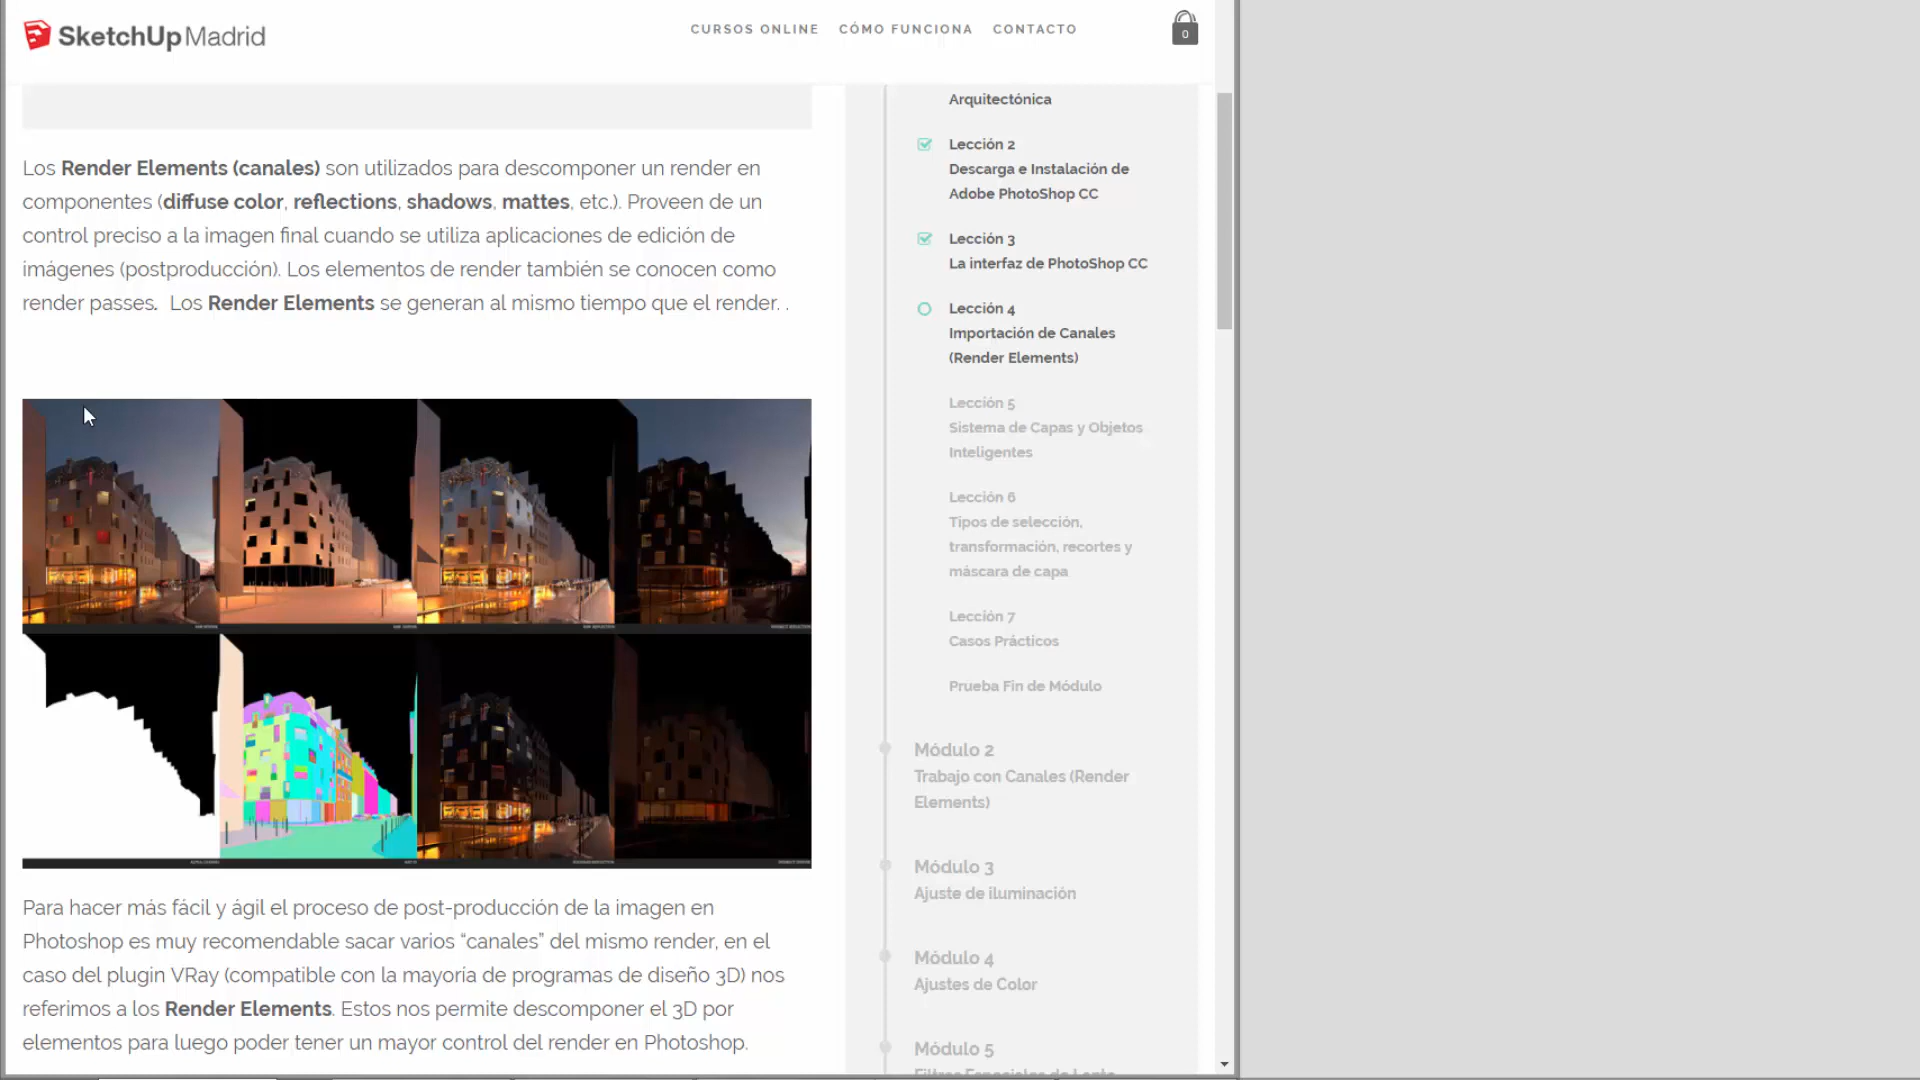 SketchUp Madrid
CURSOS ONLINE CÓMO FUNCIONA CONTACTO
0
Los Render Elements (canales) son utilizados para descomponer un render en
componentes (diffuse color, reflections, shadows, mattes, etc.). Proveen de un
control preciso a la imagen final cuando se utiliza aplicaciones de edición de
imágenes (postproducción). Los elementos de render también se conocen como
render passes. Los Render Elements se generan al mismo tiempo que el render. .
Para hacer más fácil y ágil el proceso de post-producción de la imagen en
Photoshop es muy recomendable sacar varios “canales” del mismo render, en el
caso del plugin VRay (compatible con la mayoría de programas de diseño 3D) nos
referimos a los Render Elements. Estos nos permite descomponer el 3D por
elementos para luego poder tener un mayor control del render en Photoshop.
Arquitectónica
Lección 2
Descarga e Instalación de
Adobe PhotoShop CC
Lección 3
La interfaz de PhotoShop CC
Lección 4
Importación de Canales
(Render Elements)
Lección 5
Sistema de Capas y Objetos
Inteligentes
Lección 6
Tipos de selección,
transformación, recortes y
máscara de capa
Lección 7
Casos Prácticos
Prueba Fin de Módulo
Módulo 2
Trabajo con Canales (Render
Elements)
Módulo 3
Ajuste de iluminación
Módulo 4
Ajustes de Color
Módulo 5
Filtros Especiales de Lente